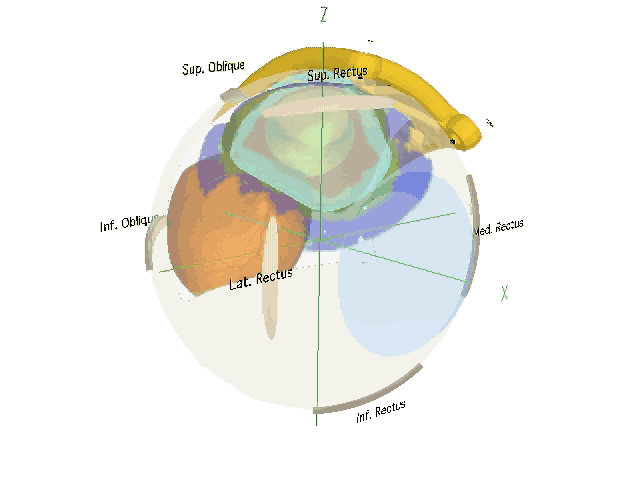 Z
Sup. Oblique
Sup. Rectus
Inf. Oblique
Med. Rectus
Lat. Rectus
X
Inf. Rectus